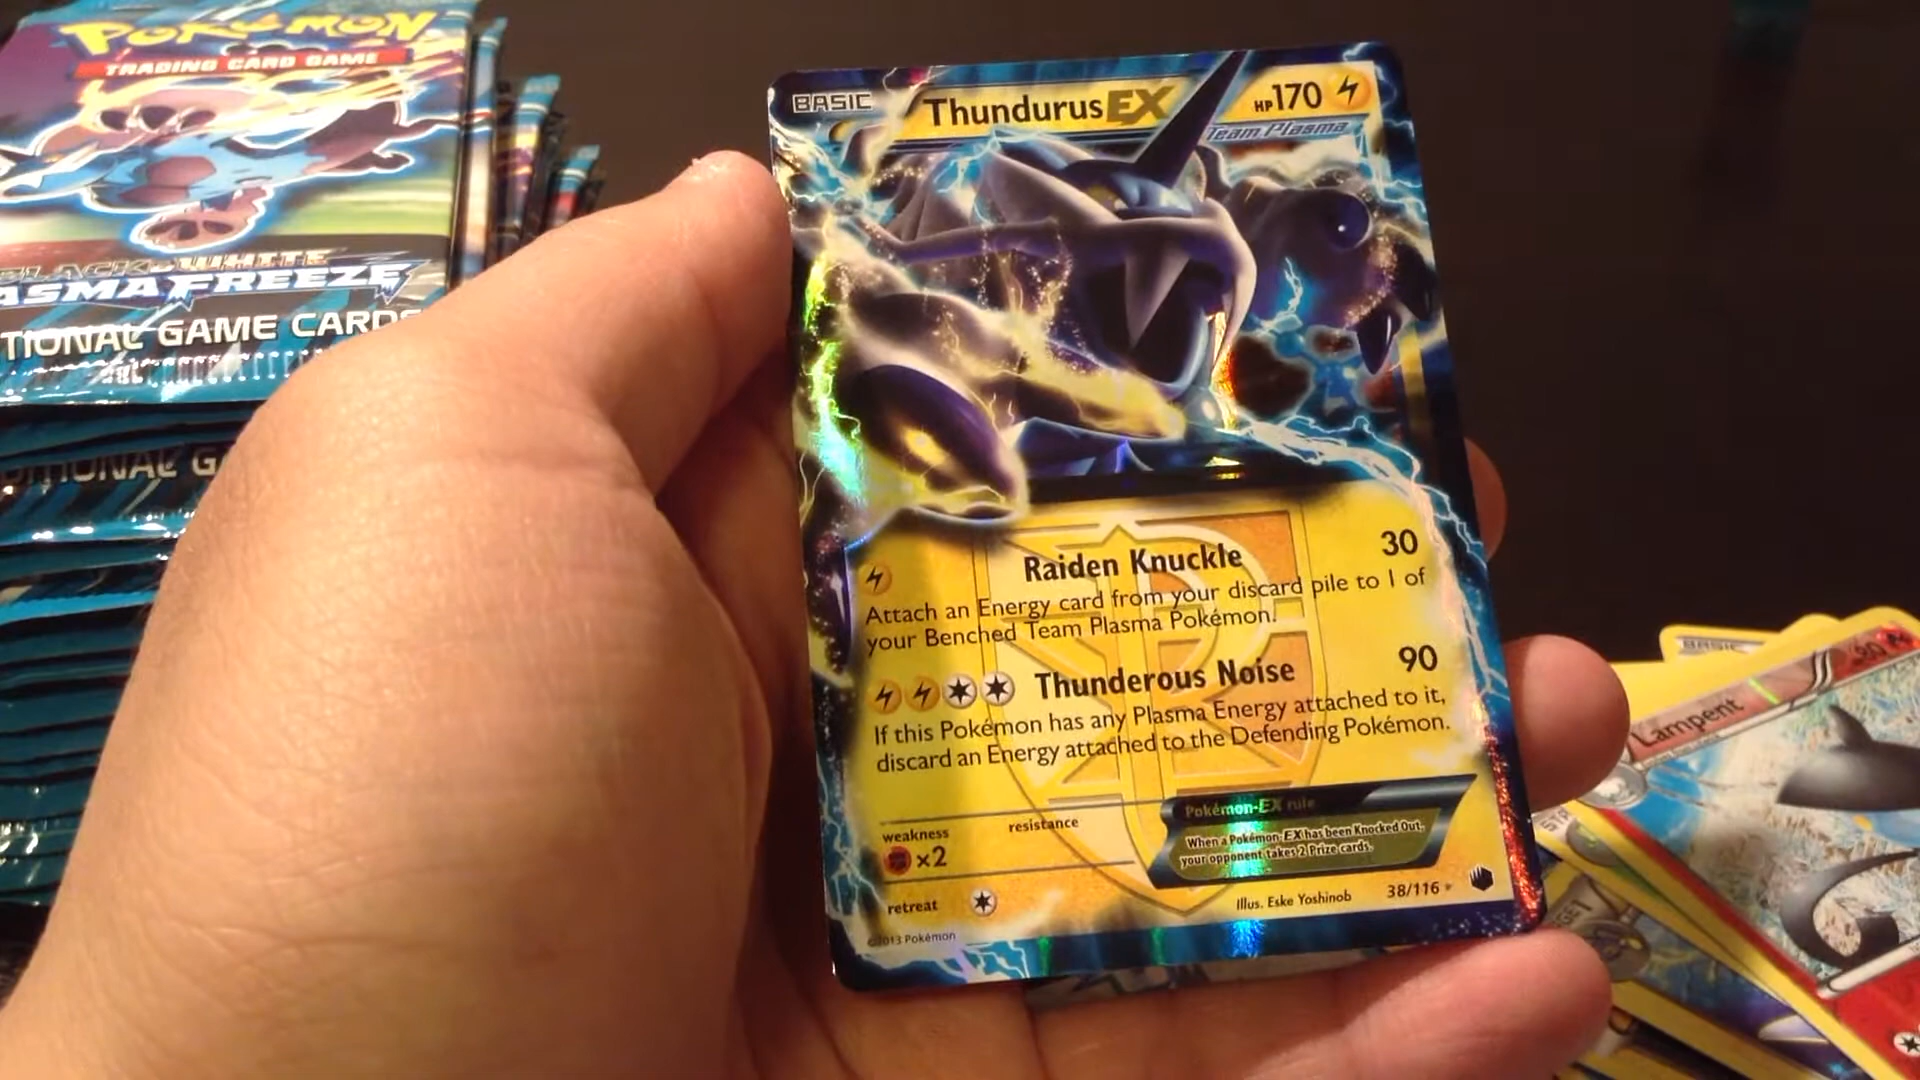 POKÉMON
TRADING CARD GAME
BLACK & WHITE
ASMA FREEZE
TIONAL GAME CARDS
DITIONAL G
BASIC
Thundurus EX
HP170
Team Plasma
Raiden Knuckle 30
Attach an Energy card from your discard pile to 1 of
your Benched Team Plasma Pokémon.
Thunderous Noise 90
If this Pokémon has any Plasma Energy attached to it,
discard an Energy attached to the Defending Pokémon.
weakness
resistance
×2
Pokémon-EX rule
When a Pokémon-EX has been Knocked Out,
your opponent takes 2 Prize cards.
retreat
Illus. Eske Yoshinob
38/116
©2013 Pokémon
BASIC
Lampent